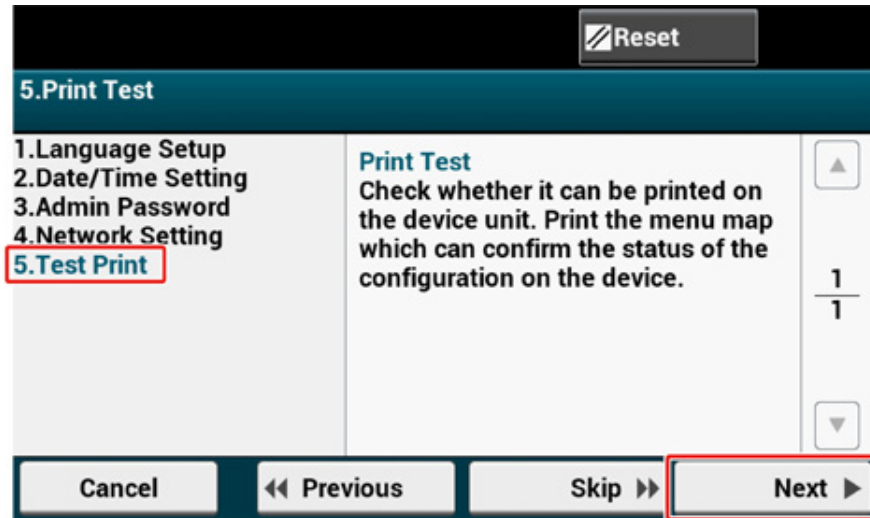 Reset
5.Print Test
1.Language Setup
2.Date/Time Setting
3.Admin Password
4.Network Setting
5.Test Print
Print Test
Check whether it can be printed on
the device unit. Print the menu map
which can confirm the status of the
configuration on the device.
1
1
Cancel
Previous
Skip
Next